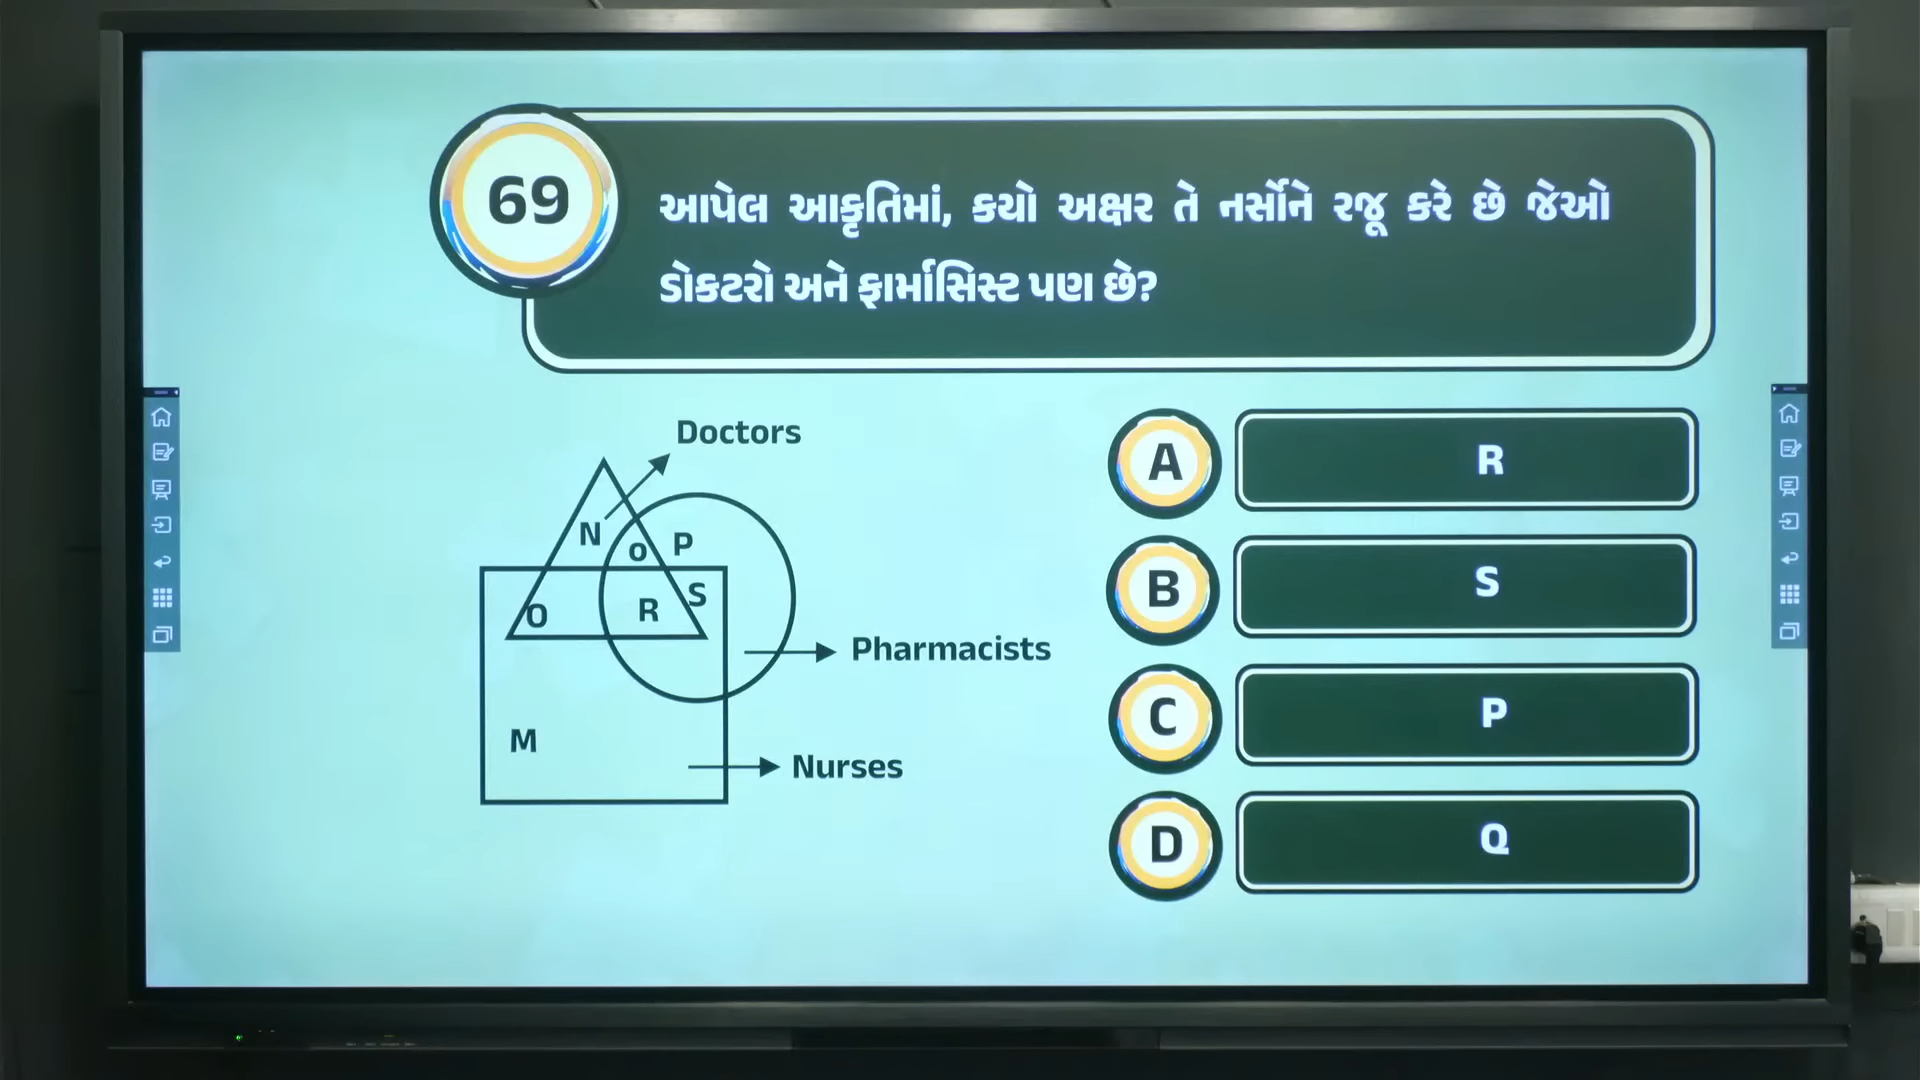 69
આપેલ આકૃતિમાં, કયો અક્ષર તે નર્સોને રજૂ કરે છે જેઓ
ડોકટરો અને ફાર્માસિસ્ટ પણ છે?
Doctors
N
o
P
O
R
S
Pharmacists
M
Nurses
A
R
B
S
C
P
D
Q